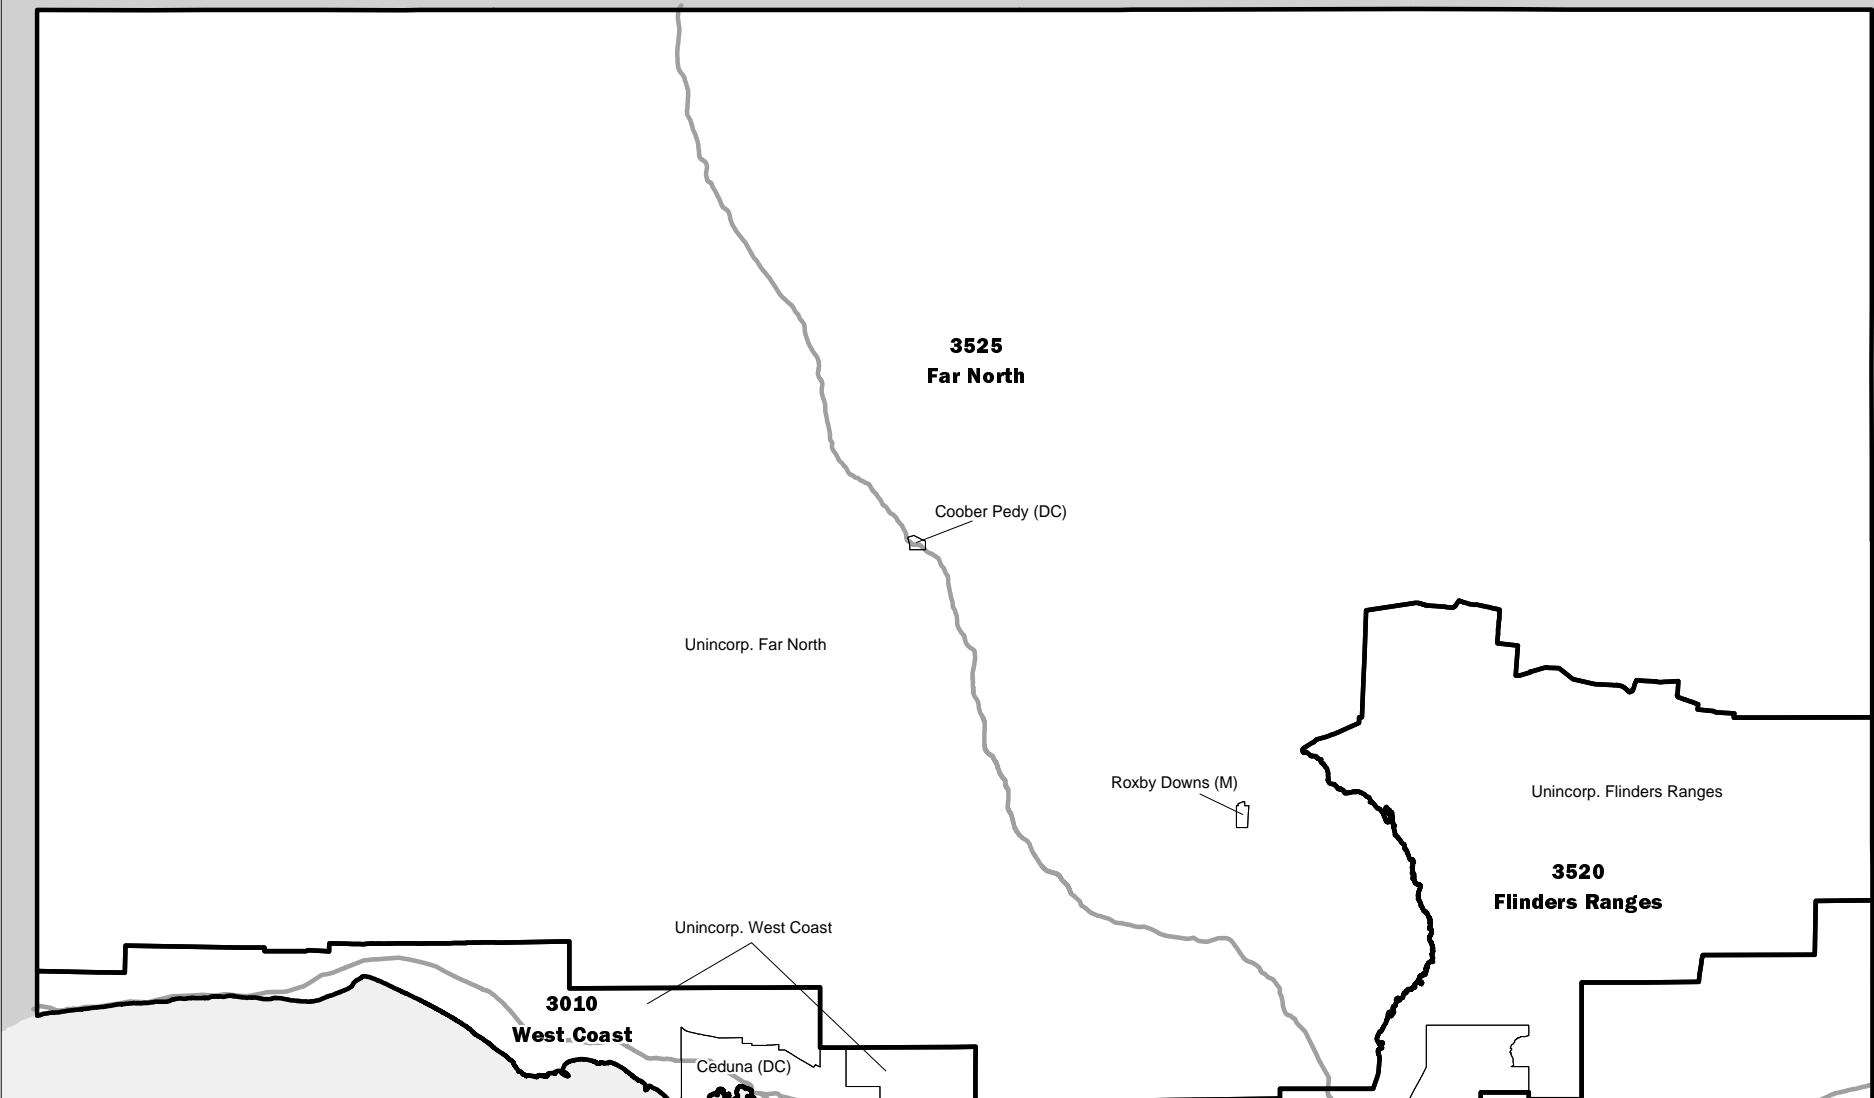 3525
Far North
Coober Pedy (DC)
Unincorp. Far North
Roxby Downs (M)
Unincorp. Flinders Ranges
3520
Flinders Ranges
Unincorp. West Coast
3010
West Coast
Ceduna (DC)